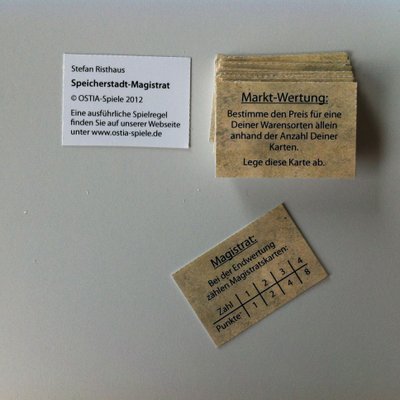 Stefan Risthaus
Speicherstadt-Magistrat
© OSTIA-Spiele 2012
Eine ausführliche Spielregel
finden Sie auf unserer Webseite
unter www.ostia-spiele.de
Markt-Wertung:
Bestimme den Preis für eine
Deiner Warensorten allein
anhand der Anzahl Deiner
Karten.
Lege diese Karte ab.
Magistrat:
Bei der Endwertung
zählen Magistratskarten:
Zahl 1 2 3 4
Punkte: 1 2 4 8